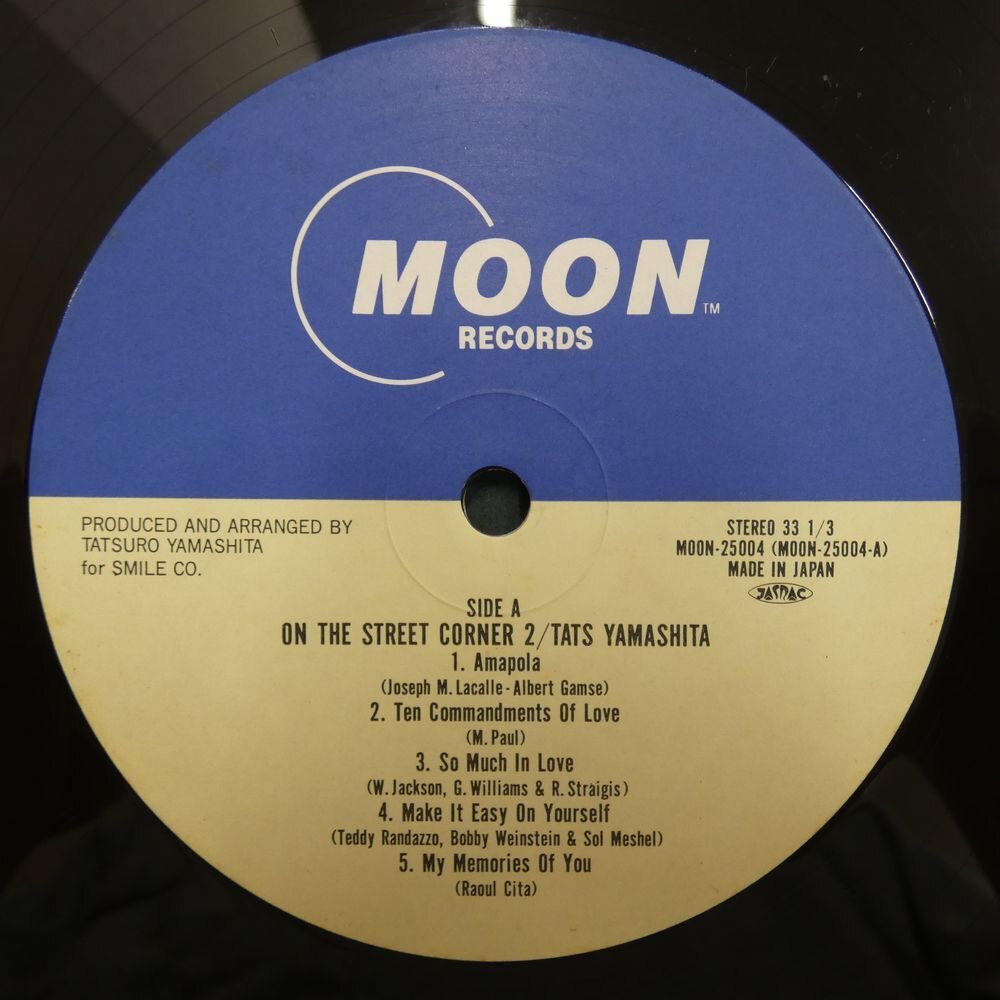 MOON™
RECORDS
PRODUCED AND ARRANGED BY
TATSURO YAMASHITA
for SMILE CO.
STEREO 33 1/3
MOON-25004 (MOON-25004-A)
MADE IN JAPAN
JASRAC
SIDE A
ON THE STREET CORNER 2/TATS YAMASHITA
1. Amapola
(Joseph M. Lacalle-Albert Gamse)
2. Ten Commandments Of Love
(M. Paul)
3. So Much In Love
(W. Jackson, G. Williams & R. Straigis)
4. Make It Easy On Yourself
(Teddy Randazzo, Bobby Weinstein & Sol Meshel)
5. My Memories Of You
(Raoul Cita)